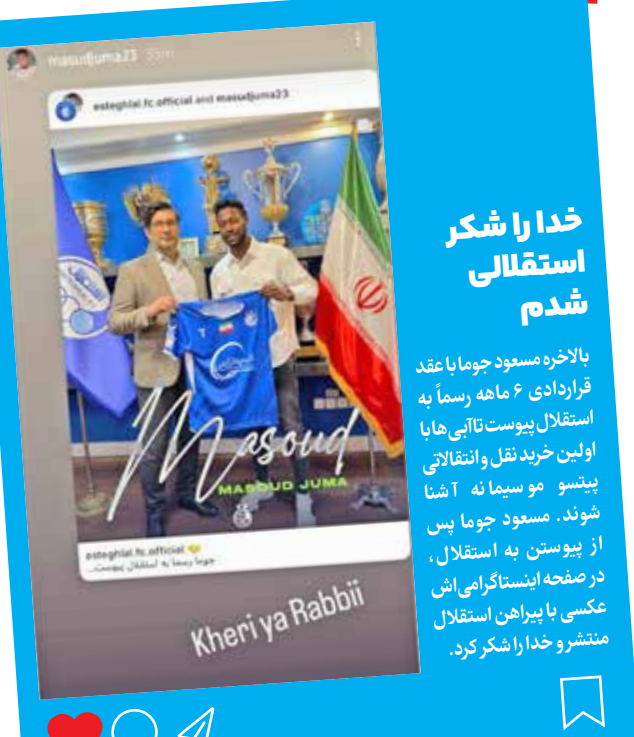 masudjuma23 55m
esteghlal.fc.official and masudjuma23
Masoud
MASOUD JUMA
esteghlal.fc.official
جوما رسما به استقلال پیوست...
Kheri ya Rabbii
خدا را شکر
استقلالی
شدم
بالاخره مسعود جوما با عقد
قراردادی ۶ ماهه رسماً به
استقلال پیوست تا آبی‌ها با
اولین خرید نقل و انتقالاتی
پیتسو موسیمانه آشنا
شوند. مسعود جوما پس
از پیوستن به استقلال،
در صفحه اینستاگرامی‌اش
عکسی با پیراهن استقلال
منتشر و خدا را شکر کرد.